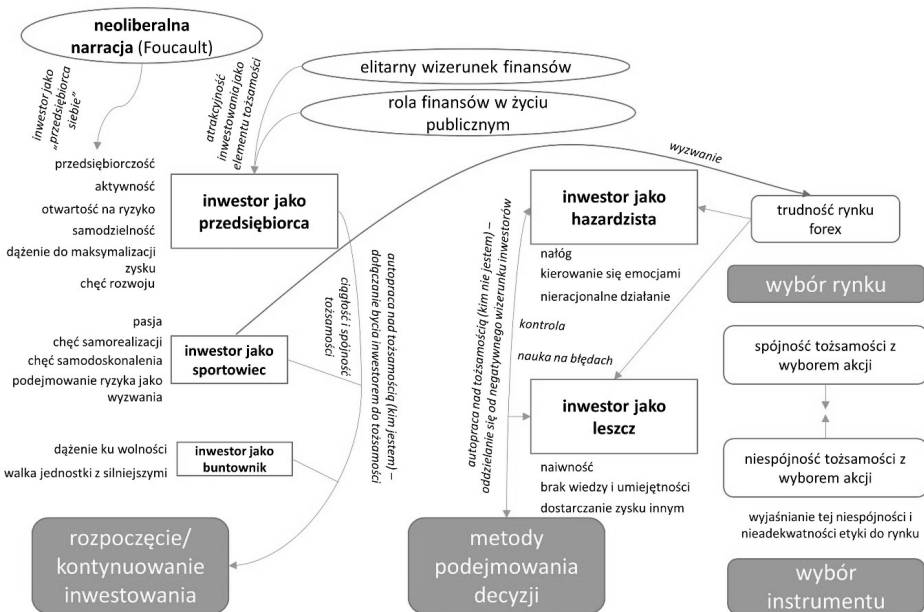 neoliberalna
narracja (Foucault)
inwestor jako
„przedsiębiorca
siebie”
atrakcyjność
inwestowania jako
elementu tożsamości
elitarny wizerunek finansów
rola finansów w życiu
publicznym
przedsiębiorczość
aktywność
otwartość na ryzyko
samodzielność
dążenie do maksymalizacji
zysku
chęć rozwoju
inwestor jako
przedsiębiorca
pasja
chęć samorealizacji
chęć samodoskonalenia
podejmowanie ryzyka jako
wyzwania
inwestor jako
sportowiec
dążenie ku wolności
walka jednostki z silniejszymi
inwestor jako
buntownik
ciągłość i spójność
tożsamości
autopraca nad tożsamością (kim jestem) –
dołączanie bycia inwestorem do tożsamości
rozpoczęcie/
kontynuowanie
inwestowania
wyzwanie
inwestor jako
hazardzista
nałóg
kierowanie się emocjami
nieracjonalne działanie
autopraca nad tożsamością (kim nie jestem) –
oddzielanie się od negatywnego wizerunku inwestorów
kontrola
nauka na błędach
inwestor jako
leszcz
naiwność
brak wiedzy i umiejętności
dostarczanie zysku innym
metody
podejmowania
decyzji
trudność rynku
forex
wybór rynku
spójność tożsamości z
wyborem akcji
niespójność tożsamości z
wyborem akcji
wyjaśnianie tej niespójności i
nieadekwatności etyki do rynku
wybór
instrumentu